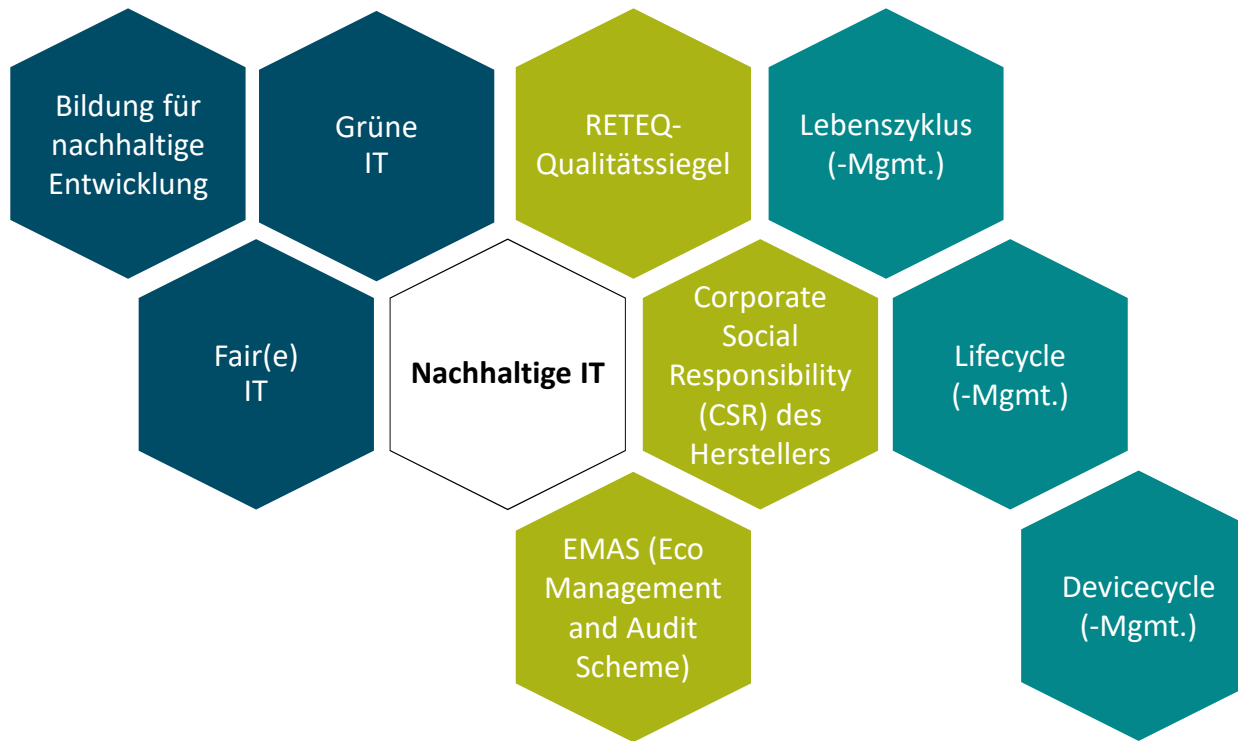 Bildung für
nachhaltige
Entwicklung
Grüne
IT
RETEQ-
Qualitätssiegel
Lebenszyklus
(-Mgmt.)
Fair(e)
IT
Nachhaltige IT
Corporate
Social
Responsibility
(CSR) des
Herstellers
Lifecycle
(-Mgmt.)
EMAS (Eco
Management
and Audit
Scheme)
Devicecycle
(-Mgmt.)